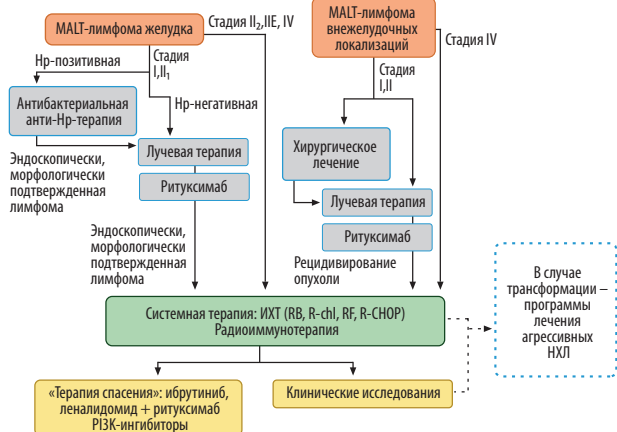 MALT-лимфома желудка
Стадия II₂,IIE, IV
Hp-позитивная
Стадия
I,II₁
Антибактериальная
анти-Hp-терапия
Hp-негативная
Эндоскопически,
морфологически
подтвержденная
лимфома
Лучевая терапия
Ритуксимаб
Эндоскопически,
морфологически
подтвержденная
лимфома
MALT-лимфома
внежелудочных
локализаций
Стадия IV
Стадия
I,II
Хирургическое
лечение
Лучевая терапия
Ритуксимаб
Рецидивирование
опухоли
В случае
трансформации –
программы
лечения
агрессивных
НХЛ
Системная терапия: ИХТ (RB, R-chl, RF, R-CHOP)
Радиоиммунотерапия
«Терапия спасения»: ибрутиниб,
леналидомид + ритуксимаб
PI3K-ингибиторы
Клинические исследования